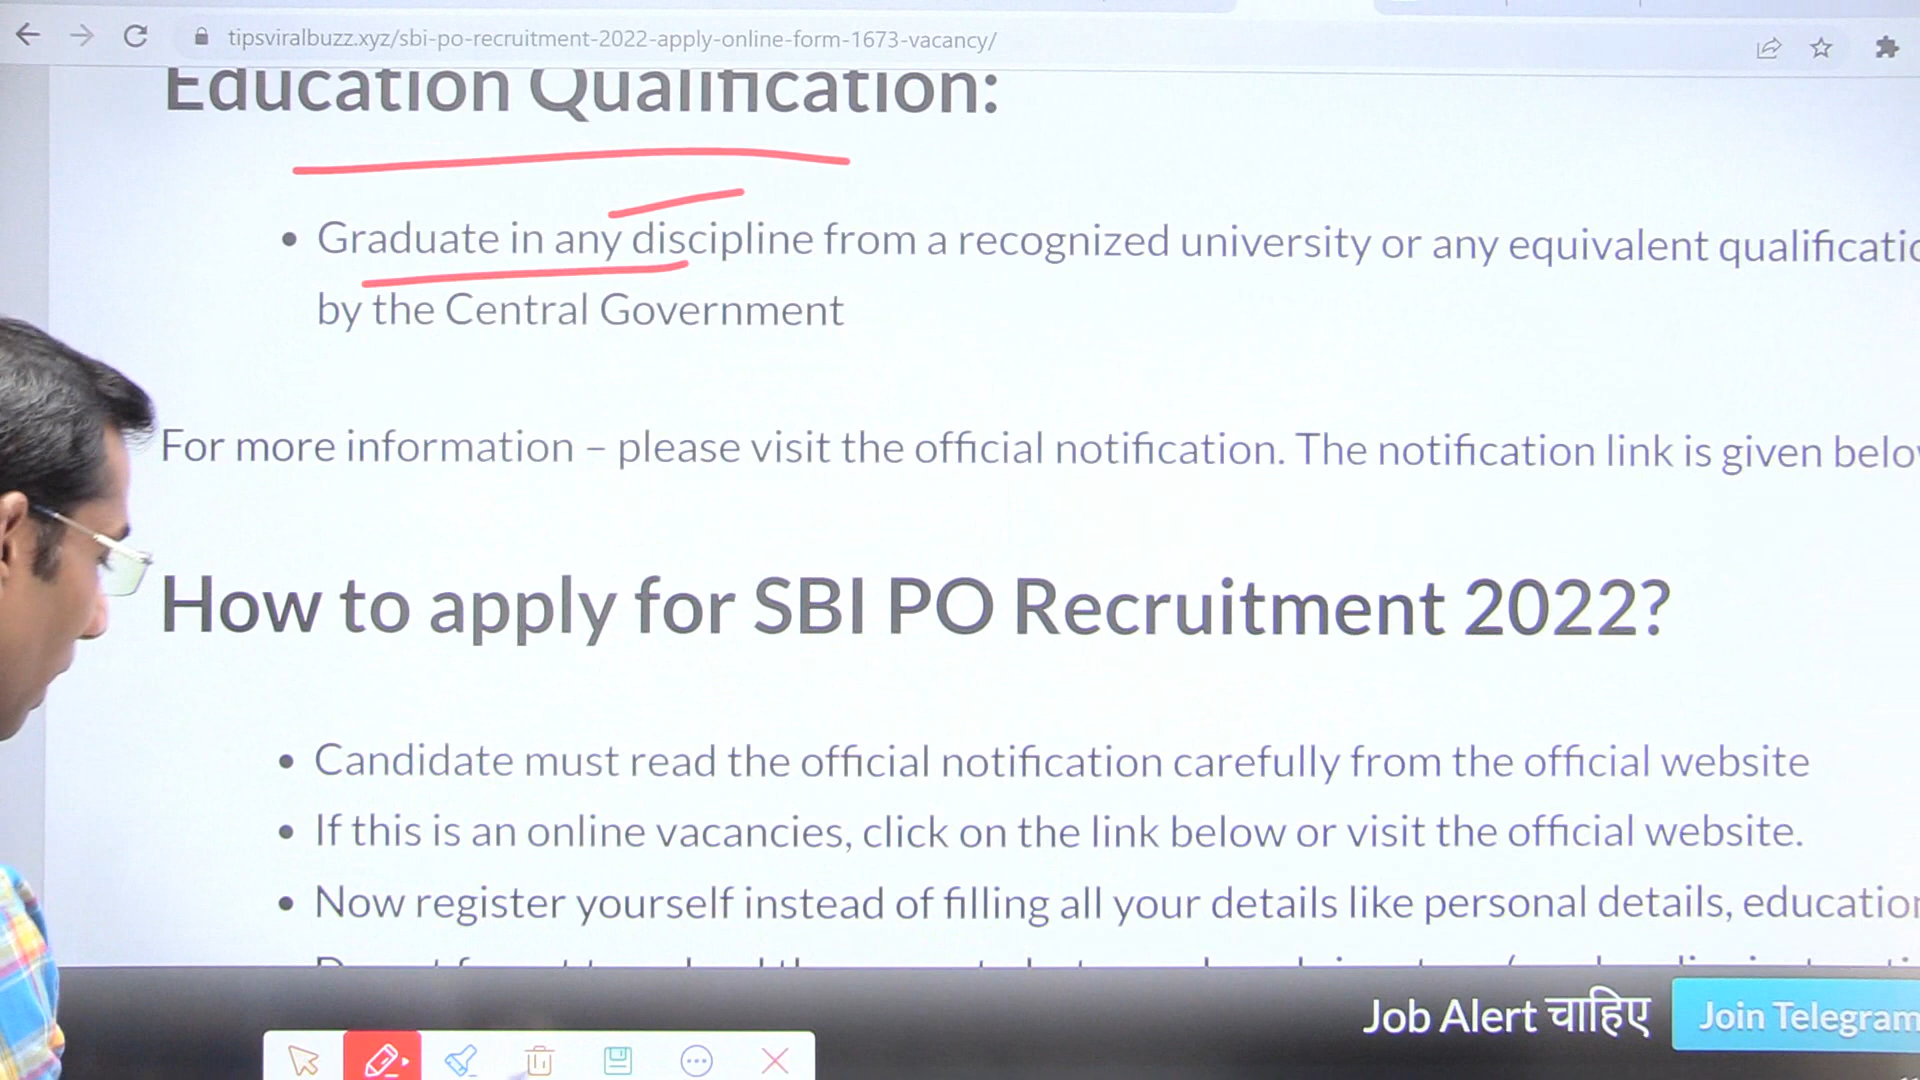 tipsviralbuzz.xyz/sbi-po-recruitment-2022-apply-online-form-1673-vacancy/
Education Qualification:
• Graduate in any discipline from a recognized university or any equivalent qualificatio
by the Central Government
For more information – please visit the official notification. The notification link is given belo
How to apply for SBI PO Recruitment 2022?
• Candidate must read the official notification carefully from the official website
• If this is an online vacancies, click on the link below or visit the official website.
• Now register yourself instead of filling all your details like personal details, education
Job Alert चाहिए
Join Telegram